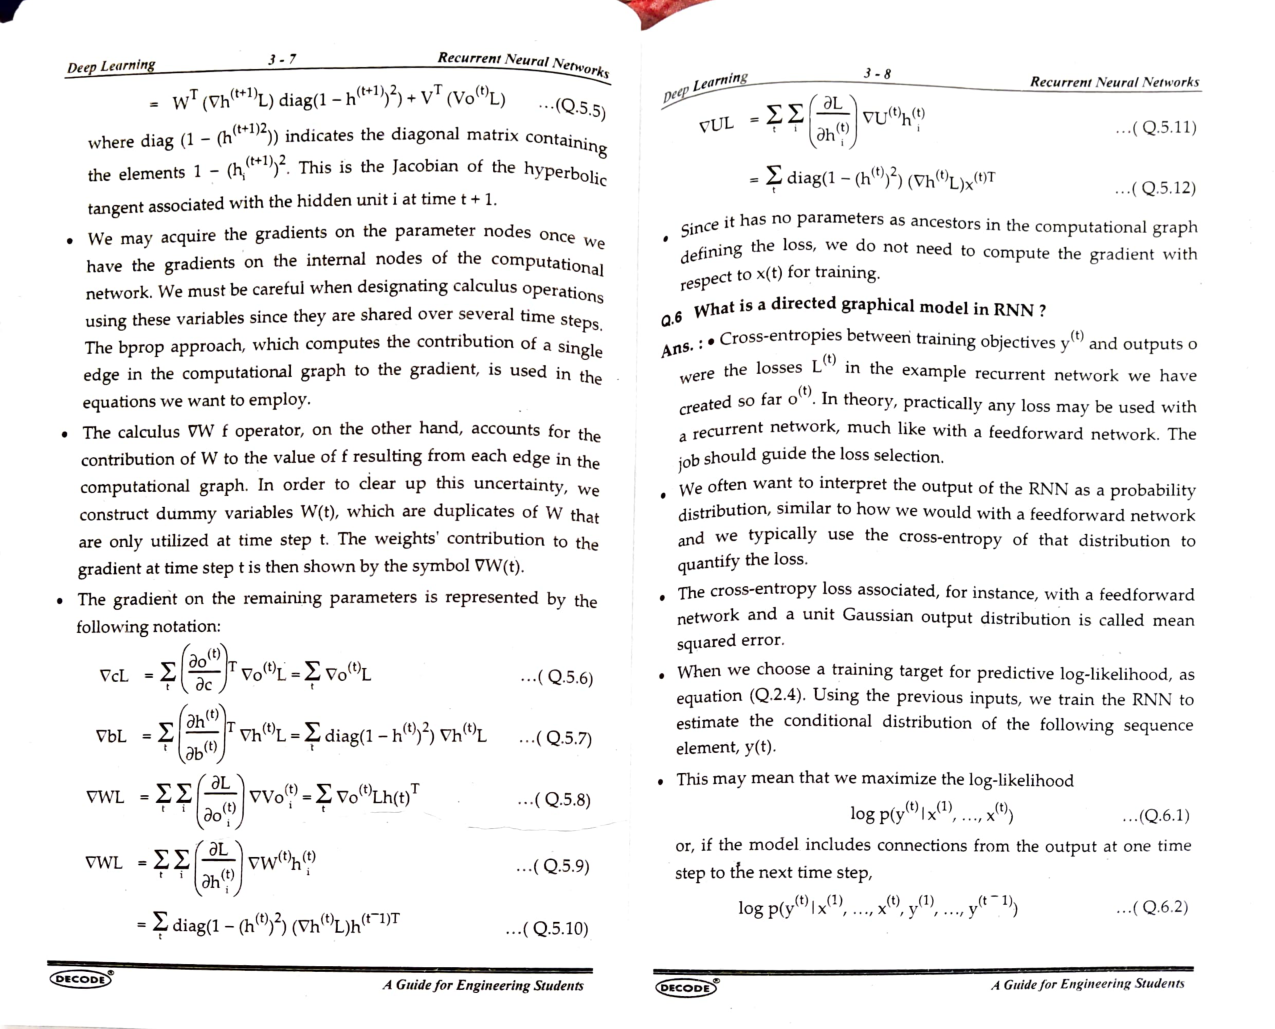 Deep Learning 3 - 7 Recurrent Neural Networks
= W^T (∇h^(t+1)L) diag(1 − h^(t+1))^2) + V^T (Vo^(t)L) ...(Q.5.5)
where diag (1 − (h^(t+1)2)) indicates the diagonal matrix containing
the elements 1 − (h_i^(t+1))^2. This is the Jacobian of the hyperbolic
tangent associated with the hidden unit i at time t + 1.
• We may acquire the gradients on the parameter nodes once we
have the gradients on the internal nodes of the computational
network. We must be careful when designating calculus operations
using these variables since they are shared over several time steps.
The bprop approach, which computes the contribution of a single
edge in the computational graph to the gradient, is used in the
equations we want to employ.
• The calculus ∇W f operator, on the other hand, accounts for the
contribution of W to the value of f resulting from each edge in the
computational graph. In order to clear up this uncertainty, we
construct dummy variables W(t), which are duplicates of W that
are only utilized at time step t. The weights' contribution to the
gradient at time step t is then shown by the symbol ∇W(t).
• The gradient on the remaining parameters is represented by the
following notation:
∇cL = Σ_t (∂o^(t)/∂c)^T ∇o^(t)L = Σ_t ∇o^(t)L ...( Q.5.6)
∇bL = Σ_t (∂h^(t)/∂b^(t))^T ∇h^(t)L = Σ_t diag(1 − h^(t))^2) ∇h^(t)L ...( Q.5.7)
∇WL = Σ_t Σ_i (∂L/∂o_i^(t)) ∇Vo_i^(t) = Σ_t ∇o^(t)Lh(t)^T ...( Q.5.8)
∇WL = Σ_t Σ_i (∂L/∂h_i^(t)) ∇W^(t)h_i^(t) ...( Q.5.9)
= Σ_t diag(1 − (h^(t))^2) (∇h^(t)L)h^(t−1)T ...( Q.5.10)
DECODE® A Guide for Engineering Students
Deep Learning 3 - 8 Recurrent Neural Networks
∇UL = Σ_t Σ_i (∂L/∂h_i^(t)) ∇U^(t)h_i^(t) ...( Q.5.11)
= Σ_t diag(1 − (h^(t))^2) (∇h^(t)L)x^(t)T ...( Q.5.12)
• Since it has no parameters as ancestors in the computational graph
defining the loss, we do not need to compute the gradient with
respect to x(t) for training.
Q.6 What is a directed graphical model in RNN ?
Ans. : • Cross-entropies between training objectives y^(t) and outputs o
were the losses L^(t) in the example recurrent network we have
created so far o^(t). In theory, practically any loss may be used with
a recurrent network, much like with a feedforward network. The
job should guide the loss selection.
• We often want to interpret the output of the RNN as a probability
distribution, similar to how we would with a feedforward network
and we typically use the cross-entropy of that distribution to
quantify the loss.
• The cross-entropy loss associated, for instance, with a feedforward
network and a unit Gaussian output distribution is called mean
squared error.
• When we choose a training target for predictive log-likelihood, as
equation (Q.2.4). Using the previous inputs, we train the RNN to
estimate the conditional distribution of the following sequence
element, y(t).
• This may mean that we maximize the log-likelihood
log p(y^(t)|x^(1), ..., x^(t)) ...(Q.6.1)
or, if the model includes connections from the output at one time
step to the next time step,
log p(y^(t)|x^(1), ..., x^(t), y^(1), ..., y^(t−1)) ...( Q.6.2)
DECODE® A Guide for Engineering Students